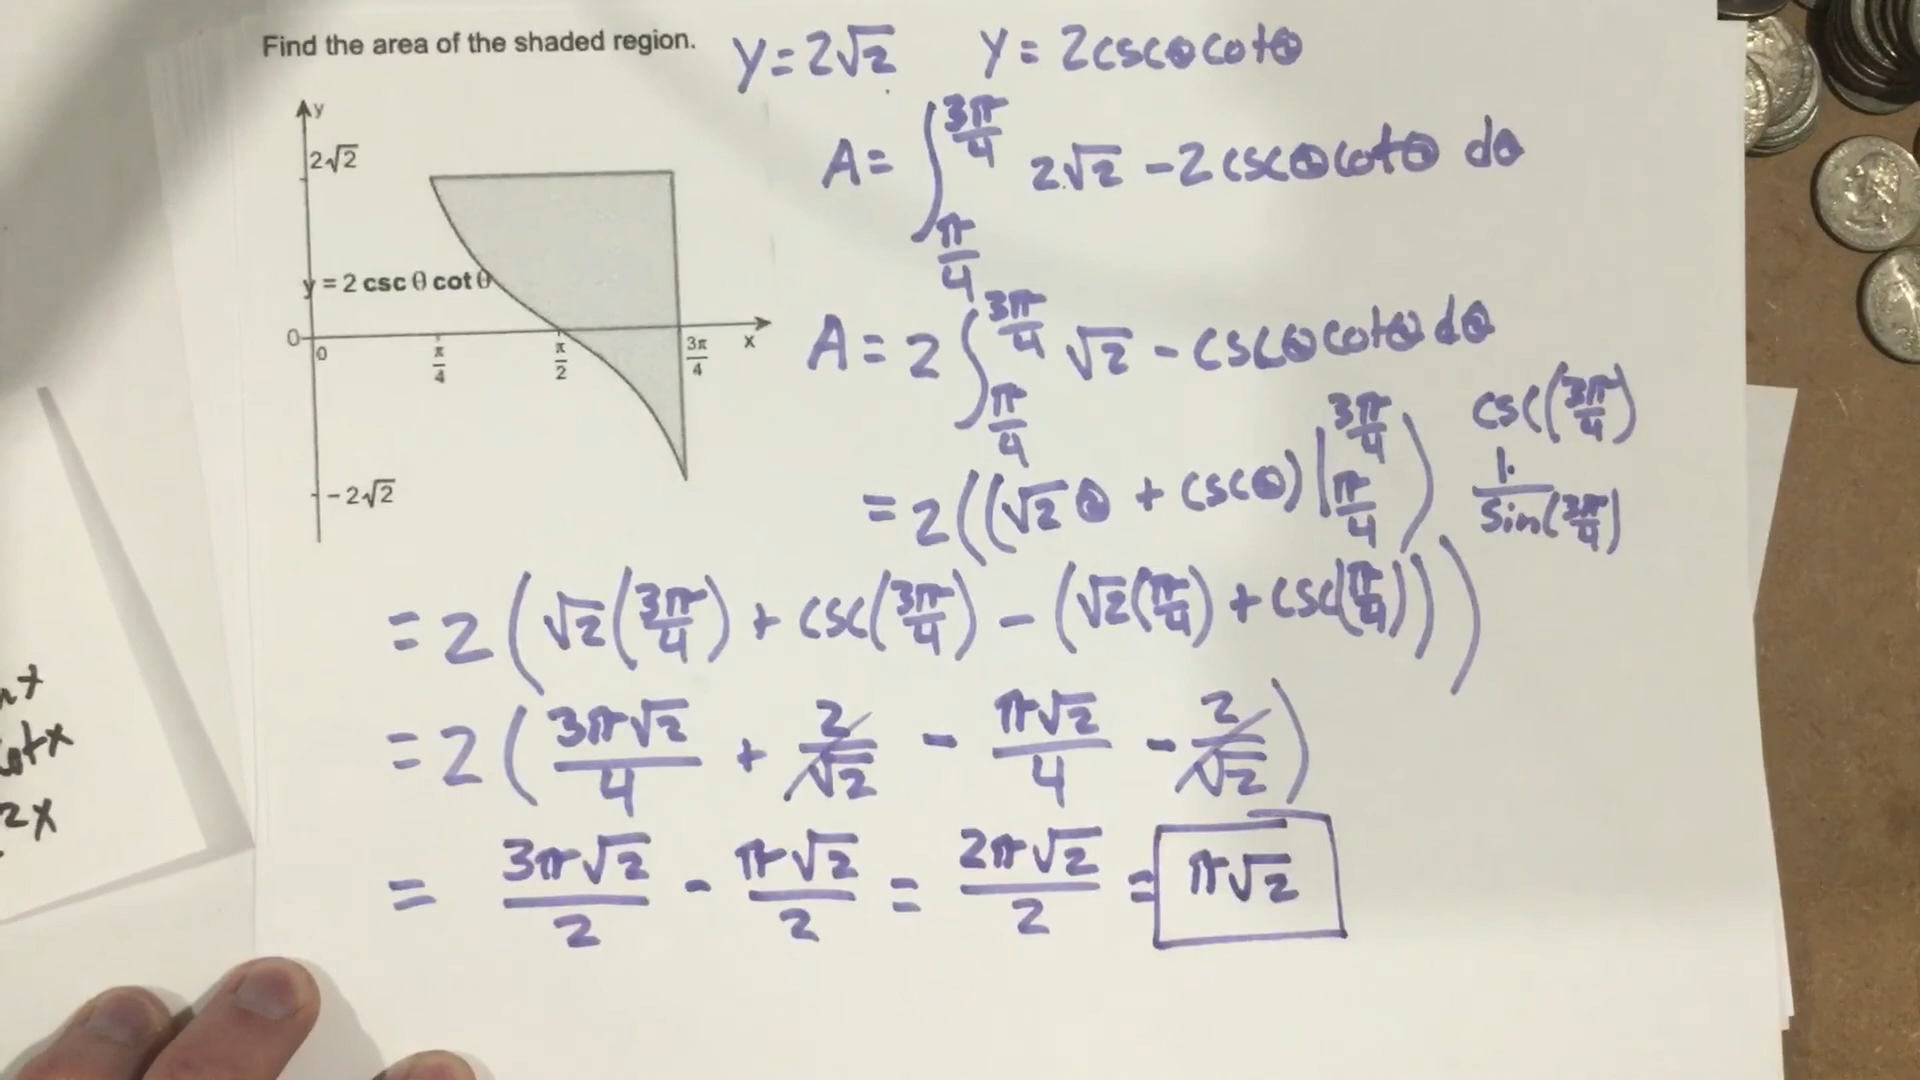 Find the area of the shaded region.
y = 2√2   y = 2cscθcotθ
y
2√2
y = 2 csc θ cot θ
0
0
π/4
π/2
3π/4
x
-2√2
A = ∫_{π/4}^{3π/4} 2√2 - 2cscθcotθ dθ
A = 2∫_{π/4}^{3π/4} √2 - cscθcotθ dθ
= 2((√2θ + cscθ)|_{π/4}^{3π/4})
csc(3π/4)
1/sin(3π/4)
= 2(√2(3π/4) + csc(3π/4) - (√2(π/4) + csc(π/4)))
= 2(3π√2/4 + 2/√2 - π√2/4 - 2/√2)
= 3π√2/2 - π√2/2 = 2π√2/2 = π√2
otx
2x